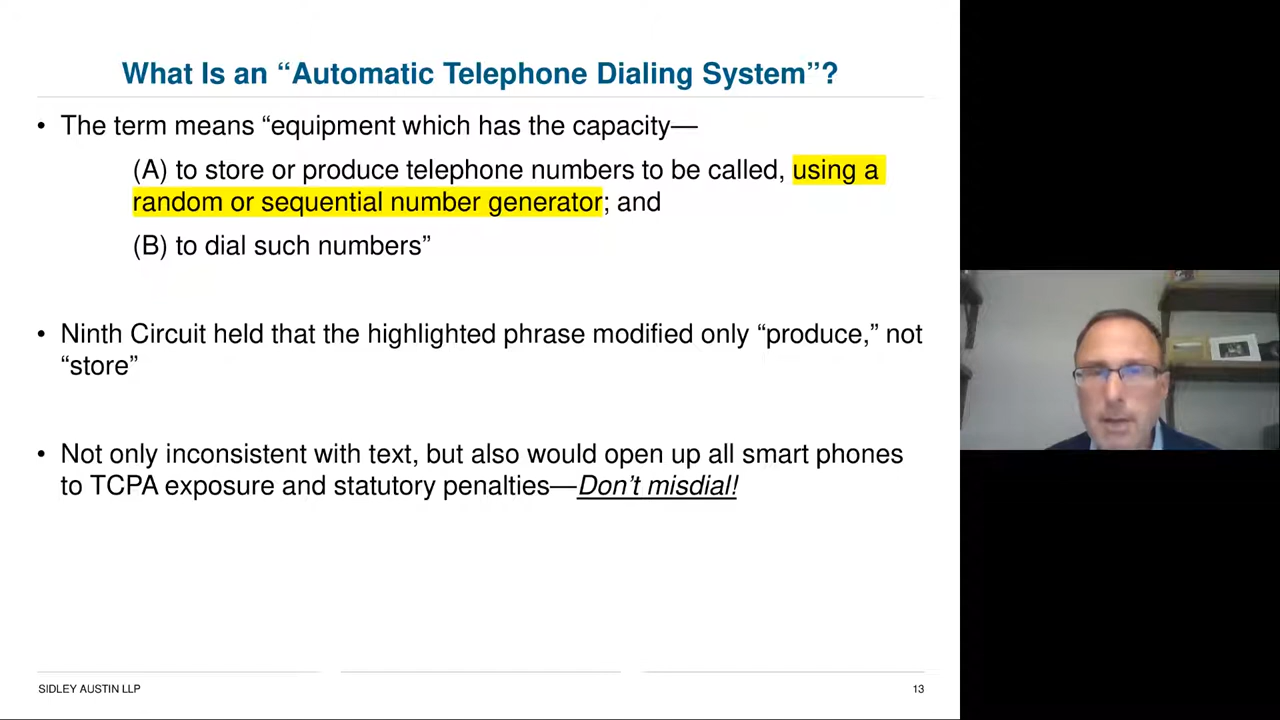 What Is an “Automatic Telephone Dialing System”?
• The term means “equipment which has the capacity—
(A) to store or produce telephone numbers to be called, using a
random or sequential number generator; and
(B) to dial such numbers”
• Ninth Circuit held that the highlighted phrase modified only “produce,” not
“store”
• Not only inconsistent with text, but also would open up all smart phones
to TCPA exposure and statutory penalties—Don’t misdial!
SIDLEY AUSTIN LLP
13